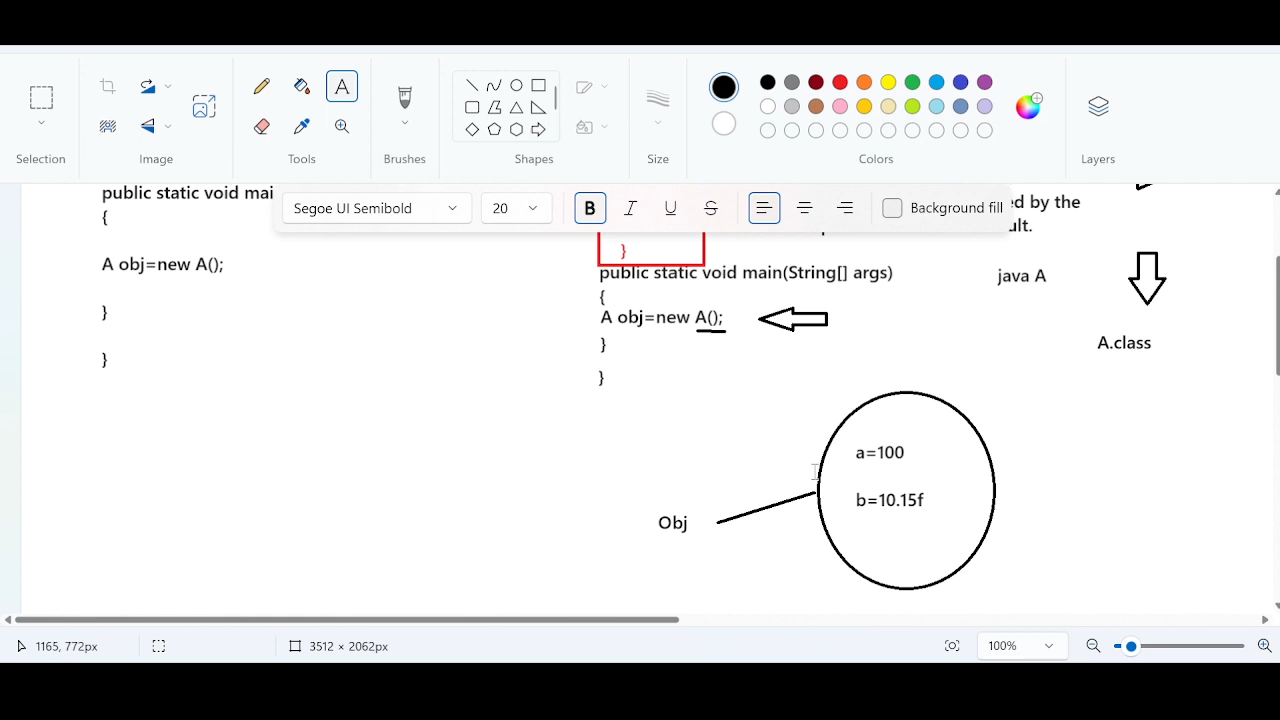 Selection
Image
Tools
Brushes
Shapes
Size
Colors
Layers
Segoe UI Semibold
20
B
I
U
S
Background fill
public static void mai
{
A obj=new A();
}
}
}
public static void main(String[] args)
{
A obj=new A();
}
}
ed by the
ult.
java A
A.class
a=100
b=10.15f
Obj
1165, 772px
3512 × 2062px
100%